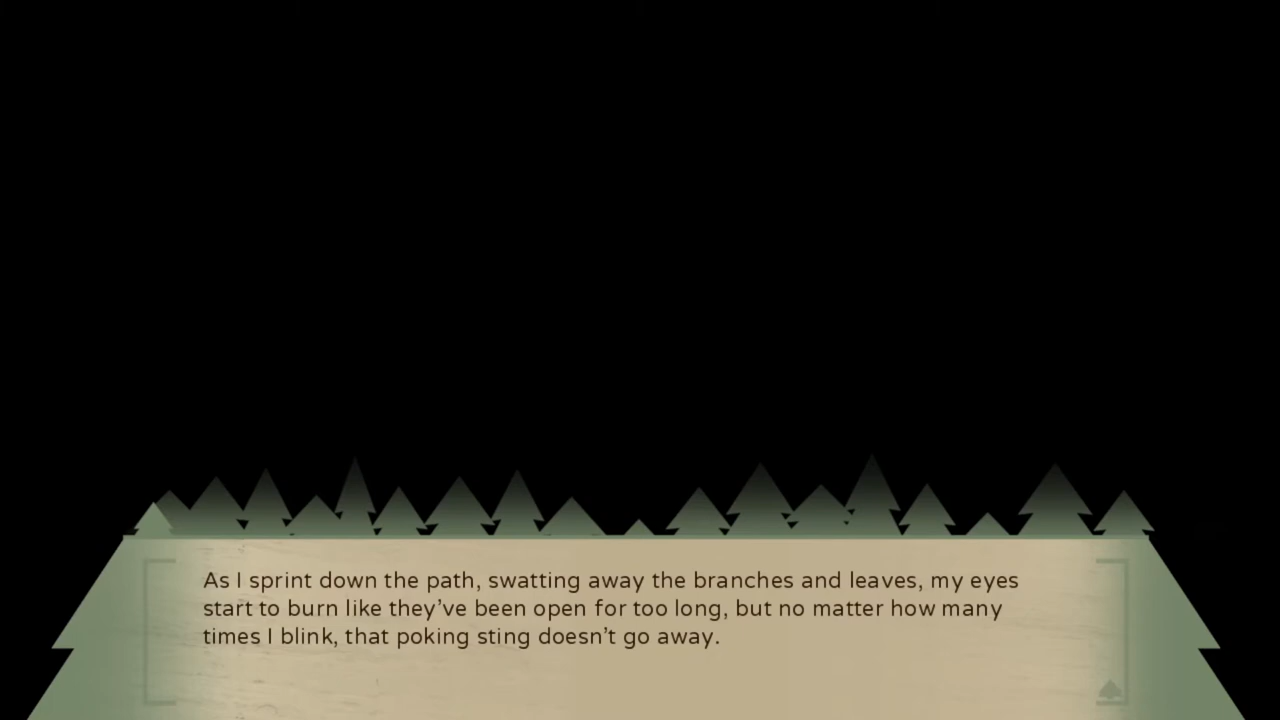 As I sprint down the path, swatting away the branches and leaves, my eyes
start to burn like they’ve been open for too long, but no matter how many
times I blink, that poking sting doesn’t go away.